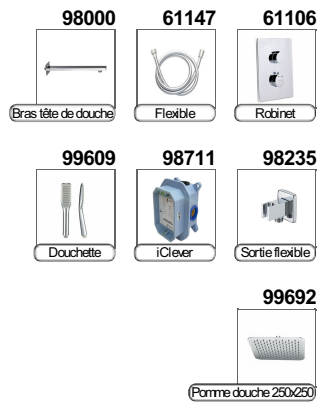 98000 61147 61106
Bras tête de douche Flexible Robinet
99609 98711 98235
Douchette iClever Sortie flexible
99692
Pomme douche 250x250